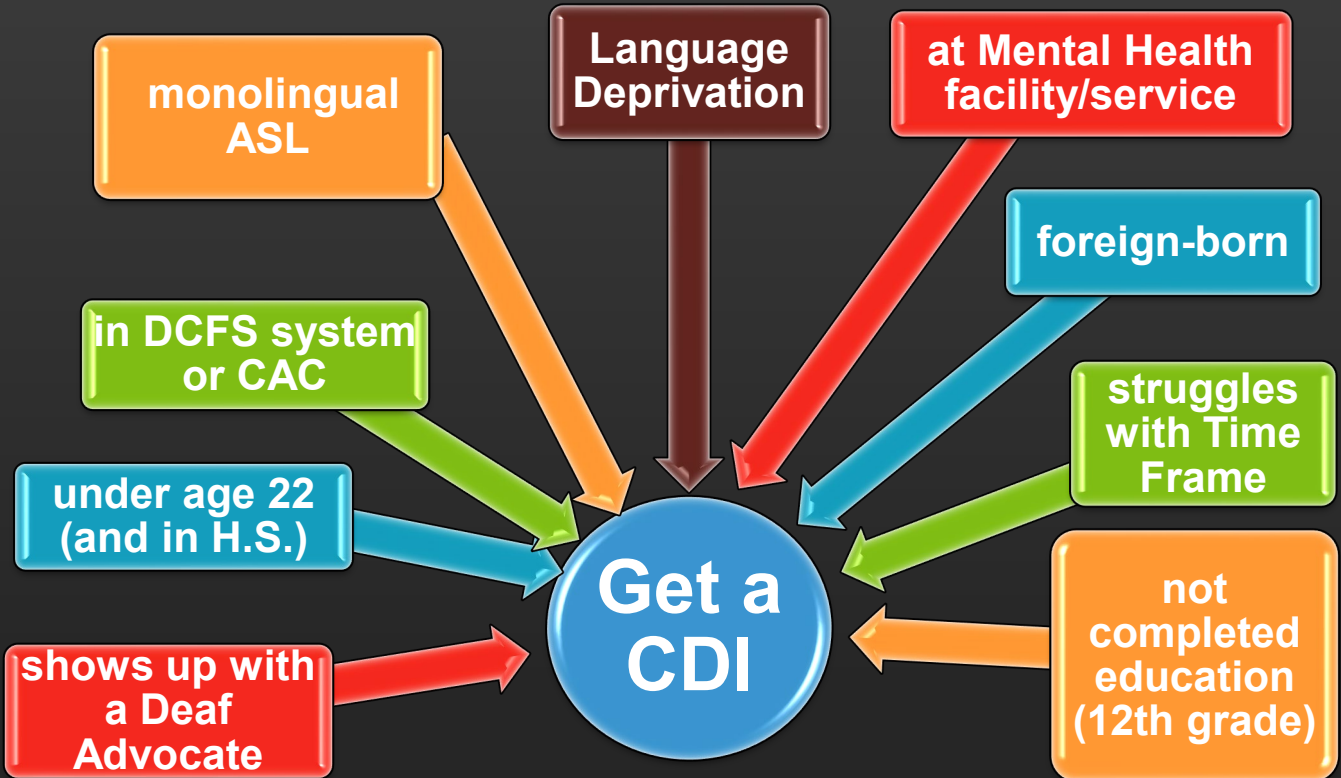 monolingual
ASL
Language
Deprivation
at Mental Health
facility/service
foreign-born
in DCFS system
or CAC
struggles
with Time
Frame
under age 22
(and in H.S.)
not
completed
education
(12th grade)
shows up with
a Deaf
Advocate
Get a
CDI